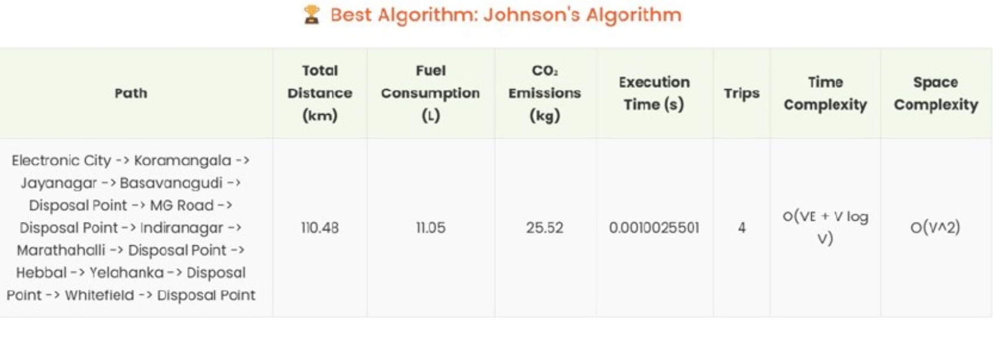 🏆 Best Algorithm: Johnson's Algorithm
Path
Total
Distance
(km)
Fuel
Consumption
(L)
CO₂
Emissions
(kg)
Execution
Time (s)
Trips
Time
Complexity
Space
Complexity
Electronic City -> Koramangala ->
Jayanagar -> Basavanagudi ->
Disposal Point -> MG Road ->
Disposal Point -> Indiranagar ->
Marathahalli -> Disposal Point ->
Hebbal -> Yelahanka -> Disposal
Point -> Whitefield -> Disposal Point
110.48
11.05
25.52
0.0010025501
4
O(VE + V log
V)
O(V^2)